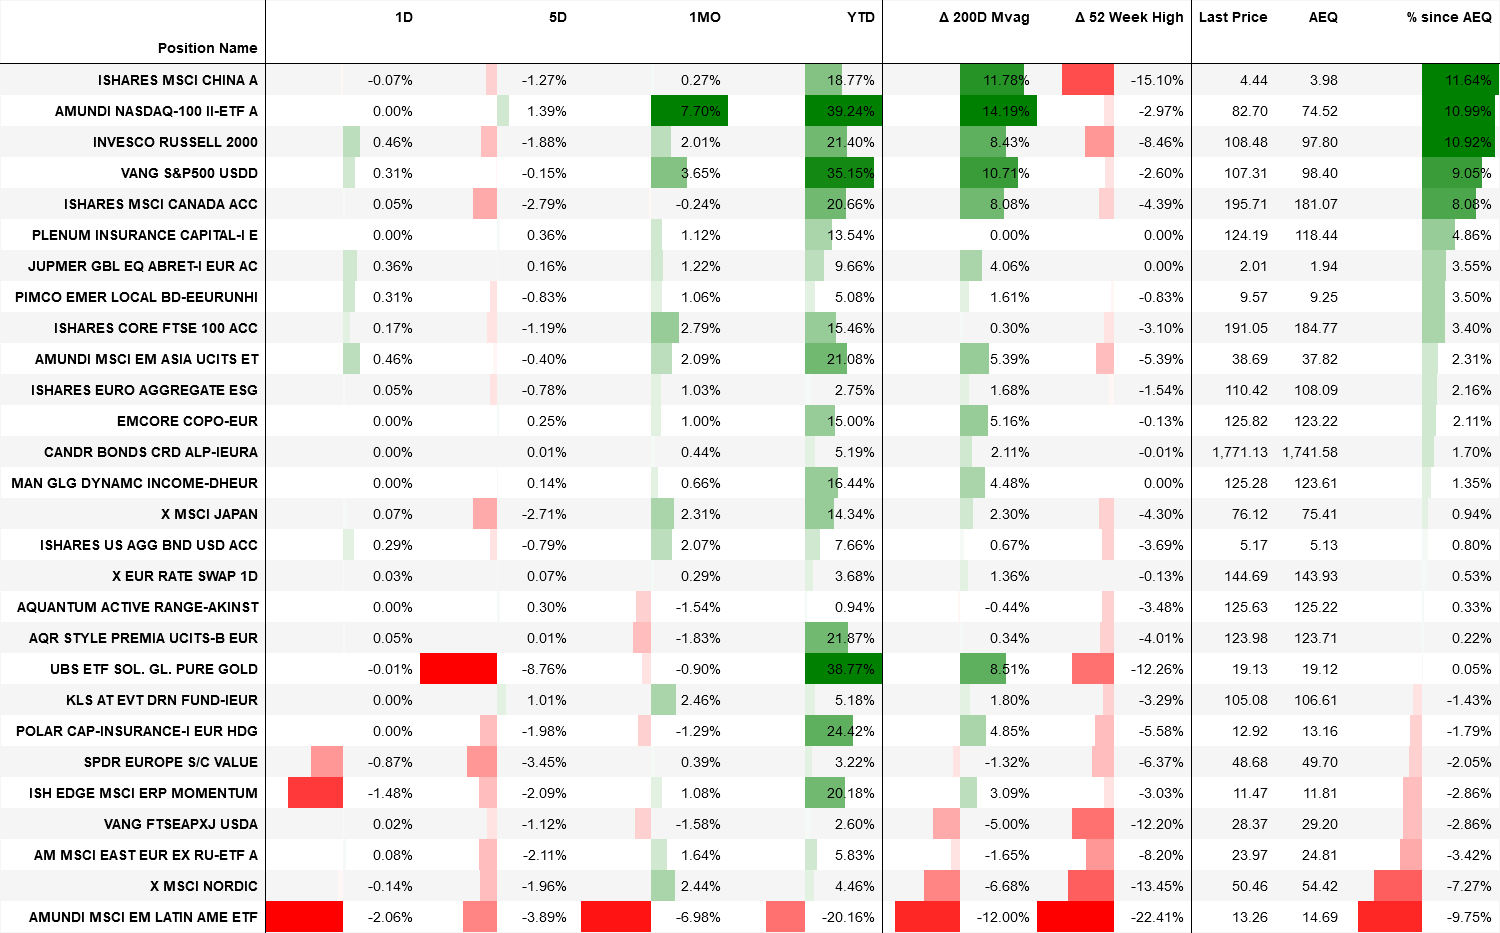 1D 5D 1MO YTD Δ 200D Mvag Δ 52 Week High Last Price AEQ % since AEQ
Position Name
ISHARES MSCI CHINA A -0.07% -1.27% 0.27% 18.77% 11.78% -15.10% 4.44 3.98 11.64%
AMUNDI NASDAQ-100 II-ETF A 0.00% 1.39% 7.70% 39.24% 14.19% -2.97% 82.70 74.52 10.99%
INVESCO RUSSELL 2000 0.46% -1.88% 2.01% 21.40% 8.43% -8.46% 108.48 97.80 10.92%
VANG S&P500 USDD 0.31% -0.15% 3.65% 35.15% 10.71% -2.60% 107.31 98.40 9.05%
ISHARES MSCI CANADA ACC 0.05% -2.79% -0.24% 20.66% 8.08% -4.39% 195.71 181.07 8.08%
PLENUM INSURANCE CAPITAL-I E 0.00% 0.36% 1.12% 13.54% 0.00% 0.00% 124.19 118.44 4.86%
JUPMER GBL EQ ABRET-I EUR AC 0.36% 0.16% 1.22% 9.66% 4.06% 0.00% 2.01 1.94 3.55%
PIMCO EMER LOCAL BD-EEURUNHI 0.31% -0.83% 1.06% 5.08% 1.61% -0.83% 9.57 9.25 3.50%
ISHARES CORE FTSE 100 ACC 0.17% -1.19% 2.79% 15.46% 0.30% -3.10% 191.05 184.77 3.40%
AMUNDI MSCI EM ASIA UCITS ET 0.46% -0.40% 2.09% 21.08% 5.39% -5.39% 38.69 37.82 2.31%
ISHARES EURO AGGREGATE ESG 0.05% -0.78% 1.03% 2.75% 1.68% -1.54% 110.42 108.09 2.16%
EMCORE COPO-EUR 0.00% 0.25% 1.00% 15.00% 5.16% -0.13% 125.82 123.22 2.11%
CANDR BONDS CRD ALP-IEURA 0.00% 0.01% 0.44% 5.19% 2.11% -0.01% 1,771.13 1,741.58 1.70%
MAN GLG DYNAMC INCOME-DHEUR 0.00% 0.14% 0.66% 16.44% 4.48% 0.00% 125.28 123.61 1.35%
X MSCI JAPAN 0.07% -2.71% 2.31% 14.34% 2.30% -4.30% 76.12 75.41 0.94%
ISHARES US AGG BND USD ACC 0.29% -0.79% 2.07% 7.66% 0.67% -3.69% 5.17 5.13 0.80%
X EUR RATE SWAP 1D 0.03% 0.07% 0.29% 3.68% 1.36% -0.13% 144.69 143.93 0.53%
AQUANTUM ACTIVE RANGE-AKINST 0.00% 0.30% -1.54% 0.94% -0.44% -3.48% 125.63 125.22 0.33%
AQR STYLE PREMIA UCITS-B EUR 0.05% 0.01% -1.83% 21.87% 0.34% -4.01% 123.98 123.71 0.22%
UBS ETF SOL. GL. PURE GOLD -0.01% -8.76% -0.90% 38.77% 8.51% -12.26% 19.13 19.12 0.05%
KLS AT EVT DRN FUND-IEUR 0.00% 1.01% 2.46% 5.18% 1.80% -3.29% 105.08 106.61 -1.43%
POLAR CAP-INSURANCE-I EUR HDG 0.00% -1.98% -1.29% 24.42% 4.85% -5.58% 12.92 13.16 -1.79%
SPDR EUROPE S/C VALUE -0.87% -3.45% 0.39% 3.22% -1.32% -6.37% 48.68 49.70 -2.05%
ISH EDGE MSCI ERP MOMENTUM -1.48% -2.09% 1.08% 20.18% 3.09% -3.03% 11.47 11.81 -2.86%
VANG FTSEAPXJ USDA 0.02% -1.12% -1.58% 2.60% -5.00% -12.20% 28.37 29.20 -2.86%
AM MSCI EAST EUR EX RU-ETF A 0.08% -2.11% 1.64% 5.83% -1.65% -8.20% 23.97 24.81 -3.42%
X MSCI NORDIC -0.14% -1.96% 2.44% 4.46% -6.68% -13.45% 50.46 54.42 -7.27%
AMUNDI MSCI EM LATIN AME ETF -2.06% -3.89% -6.98% -20.16% -12.00% -22.41% 13.26 14.69 -9.75%